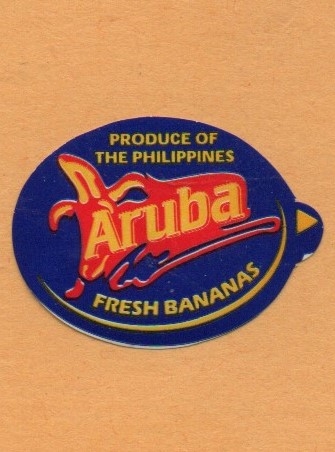 PRODUCE OF
THE PHILIPPINES
Aruba
FRESH BANANAS